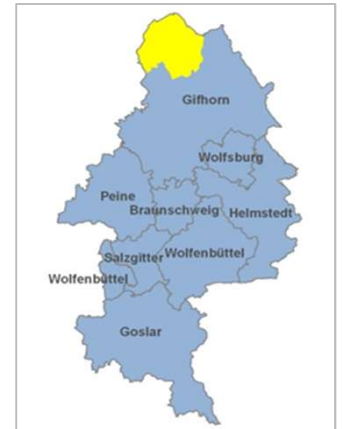 Gifhorn
Wolfsburg
Peine
Braunschweig
Helmstedt
Salzgitter
Wolfenbüttel
Wolfenbüttel
Goslar